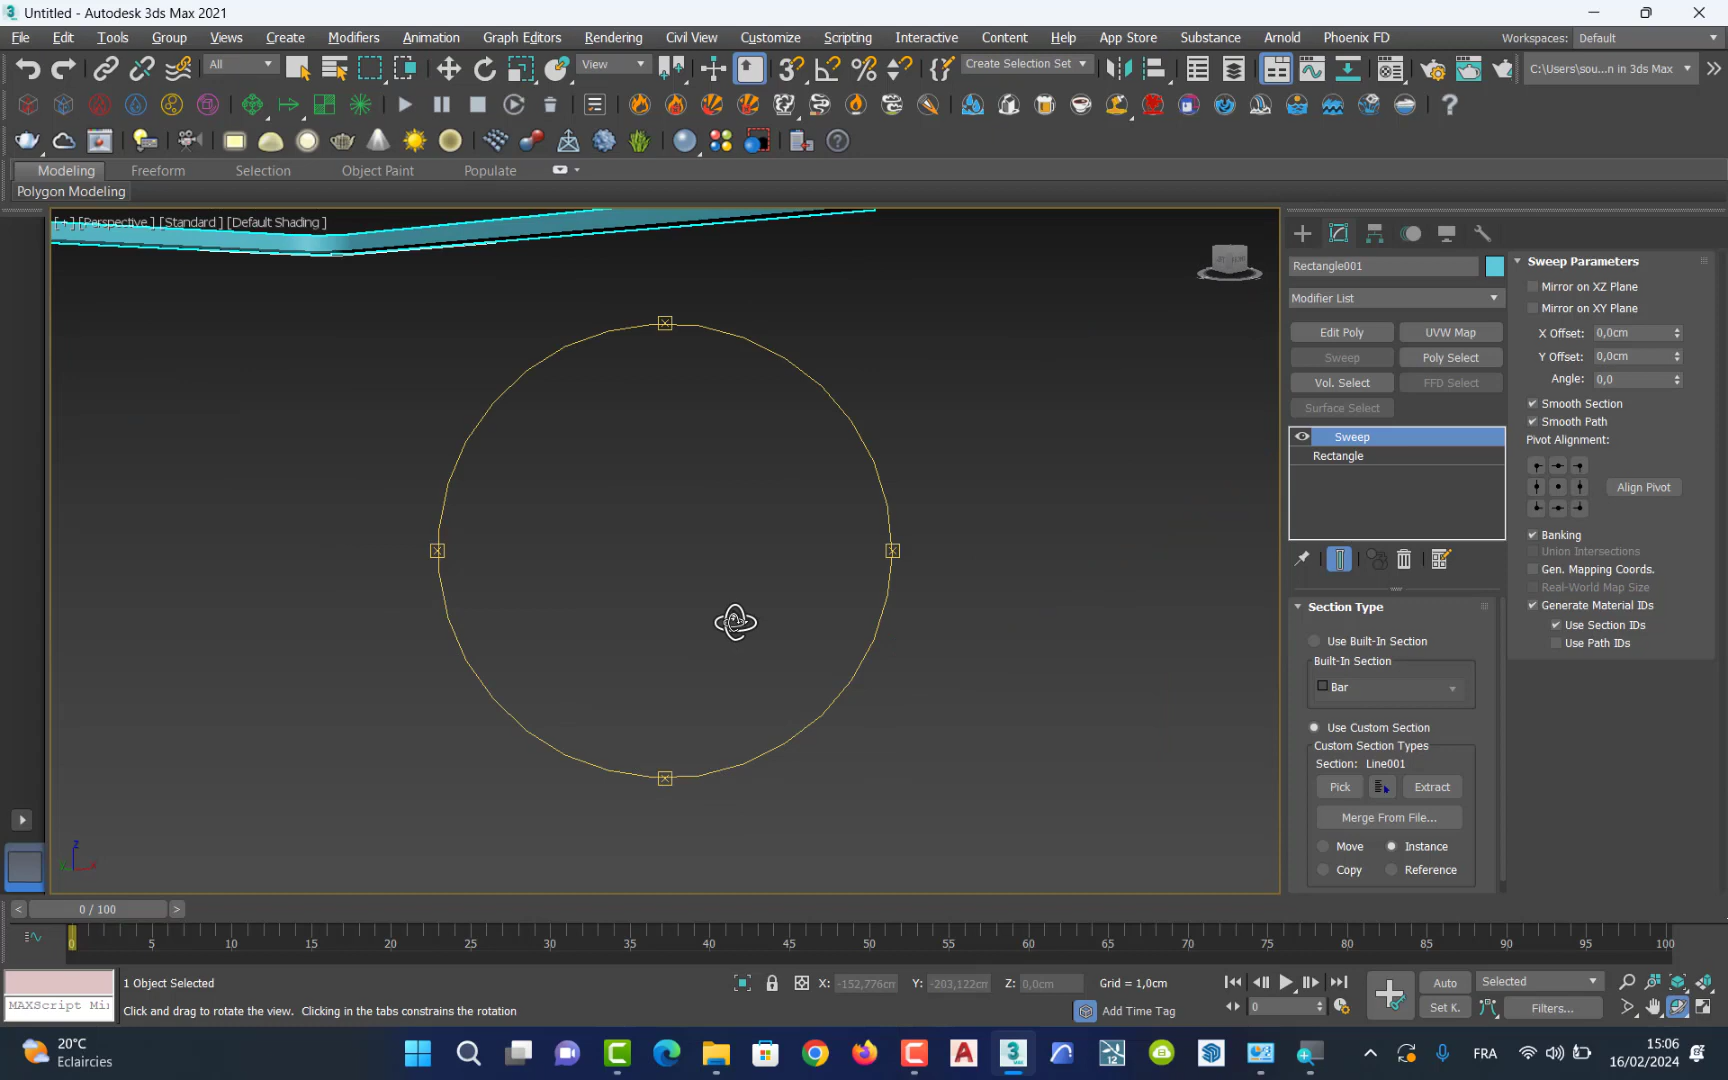 Untitled - Autodesk 3ds Max 2021
File Edit Tools Group Views Create Modifiers Animation Graph Editors Rendering Civil View Customize Scripting Interactive Content Help App Store Substance Arnold Phoenix FD Workspaces: Default
All View Create Selection Set C:\Users\sou...n in 3ds Max
Modeling Freeform Selection Object Paint Populate
Polygon Modeling
[+] [Perspective] [Standard] [Default Shading]
Rectangle001
Modifier List
Edit Poly UVW Map
Sweep Poly Select
Vol. Select FFD Select
Surface Select
Sweep
Rectangle
Section Type
Use Built-In Section
Built-In Section
Bar
Use Custom Section
Custom Section Types
Section: Line001
Pick Extract
Merge From File...
Move Instance
Copy Reference
Sweep Parameters
Mirror on XZ Plane
Mirror on XY Plane
X Offset: 0,0cm
Y Offset: 0,0cm
Angle: 0,0
Smooth Section
Smooth Path
Pivot Alignment:
Align Pivot
Banking
Union Intersections
Gen. Mapping Coords.
Real-World Map Size
Generate Material IDs
Use Section IDs
Use Path IDs
z
x
< 0 / 100 >
0 5 10 15 20 25 30 35 40 45 50 55 60 65 70 75 80 85 90 95 100
1 Object Selected X: -152,776cm Y: -203,122cm Z: 0,0cm Grid = 1,0cm Auto Selected
MAXScript Mi Click and drag to rotate the view. Clicking in the tabs constrains the rotation Add Time Tag 0 Set K. Filters...
20°C
Eclaircies
FRA
15:06
16/02/2024